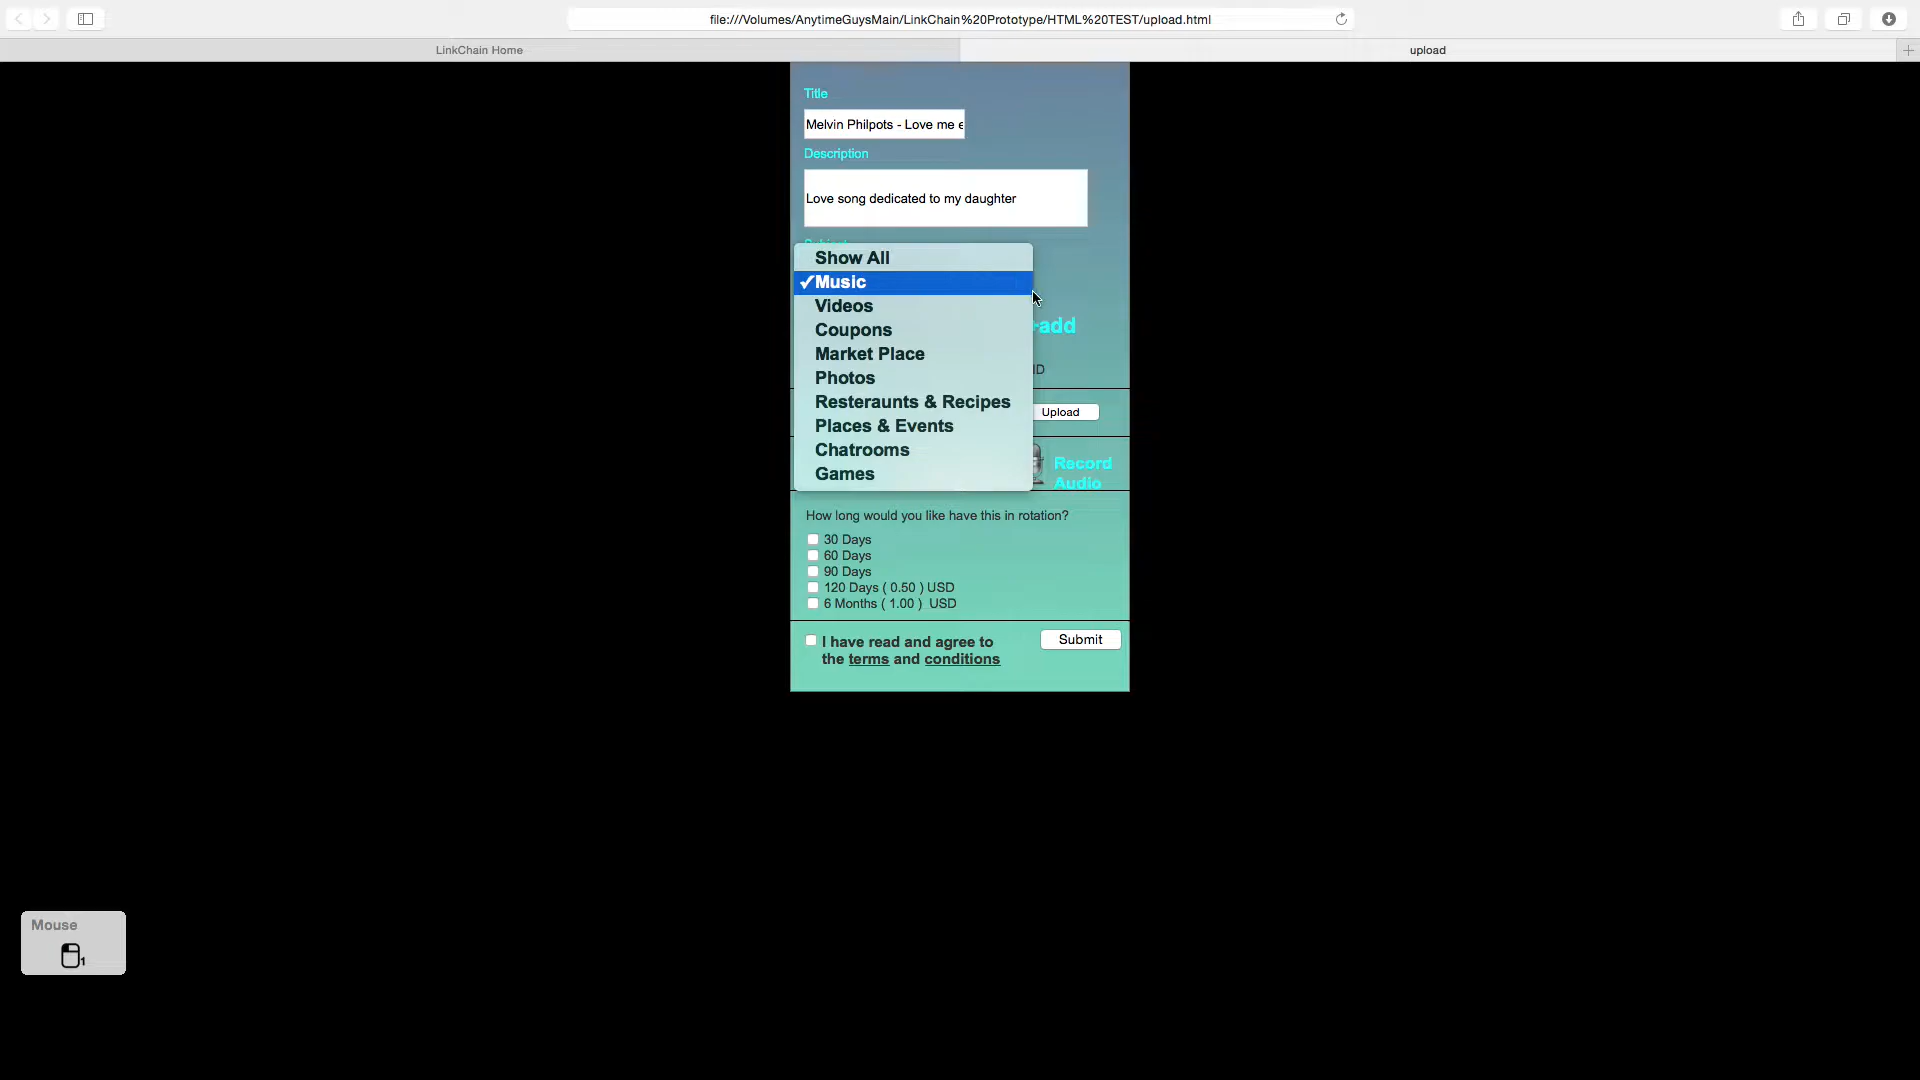 file:///Volumes/AnytimeGuysMain/LinkChain%20Prototype/HTML%20TEST/upload.html
LinkChain Home
upload
Title
Melvin Philpots - Love me e
Description
Love song dedicated to my daughter
Show All
✓Music
Videos
Coupons
Market Place
+add
Photos
Resteraunts & Recipes
Upload
Places & Events
Chatrooms
Games
Record
Audio
How long would you like have this in rotation?
30 Days
60 Days
90 Days
120 Days ( 0.50 ) USD
6 Months ( 1.00 )  USD
I have read and agree to
the terms and conditions
Submit
Mouse
1